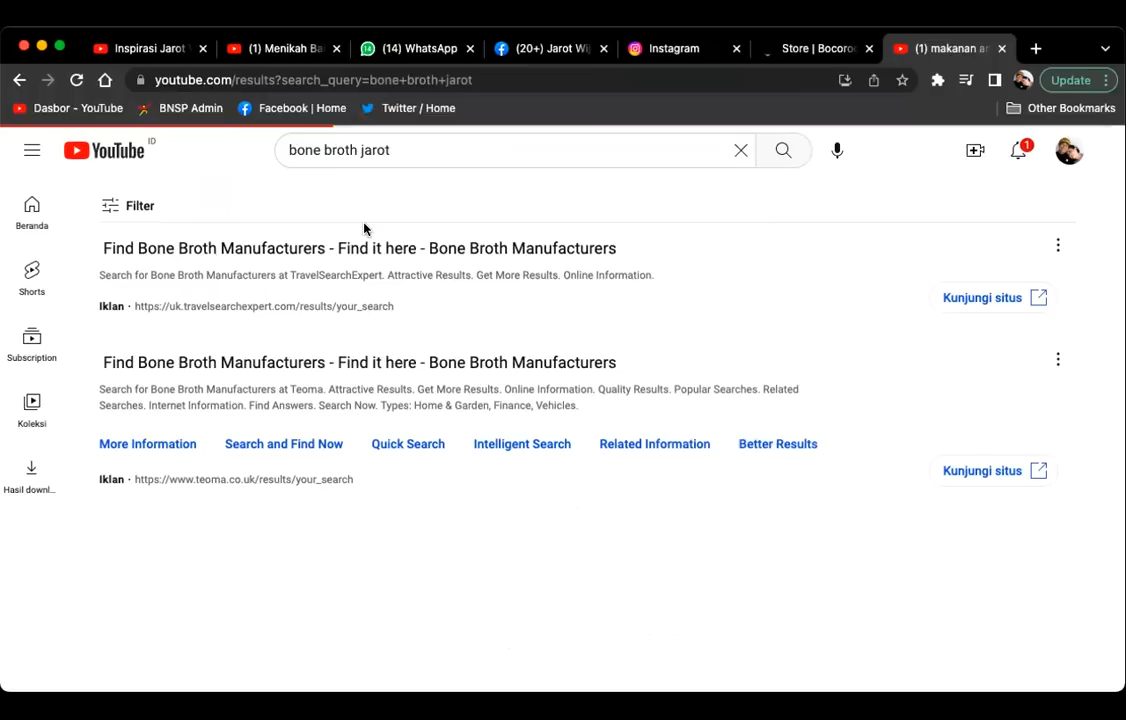 Inspirasi Jarot
(1) Menikah Ba
(14) WhatsApp
(20+) Jarot Wij
Instagram
Store | Bocoro
(1) makanan ar
youtube.com/results?search_query=bone+broth+jarot
Update
Dasbor - YouTube
BNSP Admin
Facebook | Home
Twitter / Home
Other Bookmarks
YouTube ID
bone broth jarot
1
Filter
Beranda
Shorts
Subscription
Koleksi
Hasil downl...
Find Bone Broth Manufacturers - Find it here - Bone Broth Manufacturers
Search for Bone Broth Manufacturers at TravelSearchExpert. Attractive Results. Get More Results. Online Information.
Iklan · https://uk.travelsearchexpert.com/results/your_search
Kunjungi situs
Find Bone Broth Manufacturers - Find it here - Bone Broth Manufacturers
Search for Bone Broth Manufacturers at Teoma. Attractive Results. Get More Results. Online Information. Quality Results. Popular Searches. Related
Searches. Internet Information. Find Answers. Search Now. Types: Home & Garden, Finance, Vehicles.
More Information Search and Find Now Quick Search Intelligent Search Related Information Better Results
Iklan · https://www.teoma.co.uk/results/your_search
Kunjungi situs